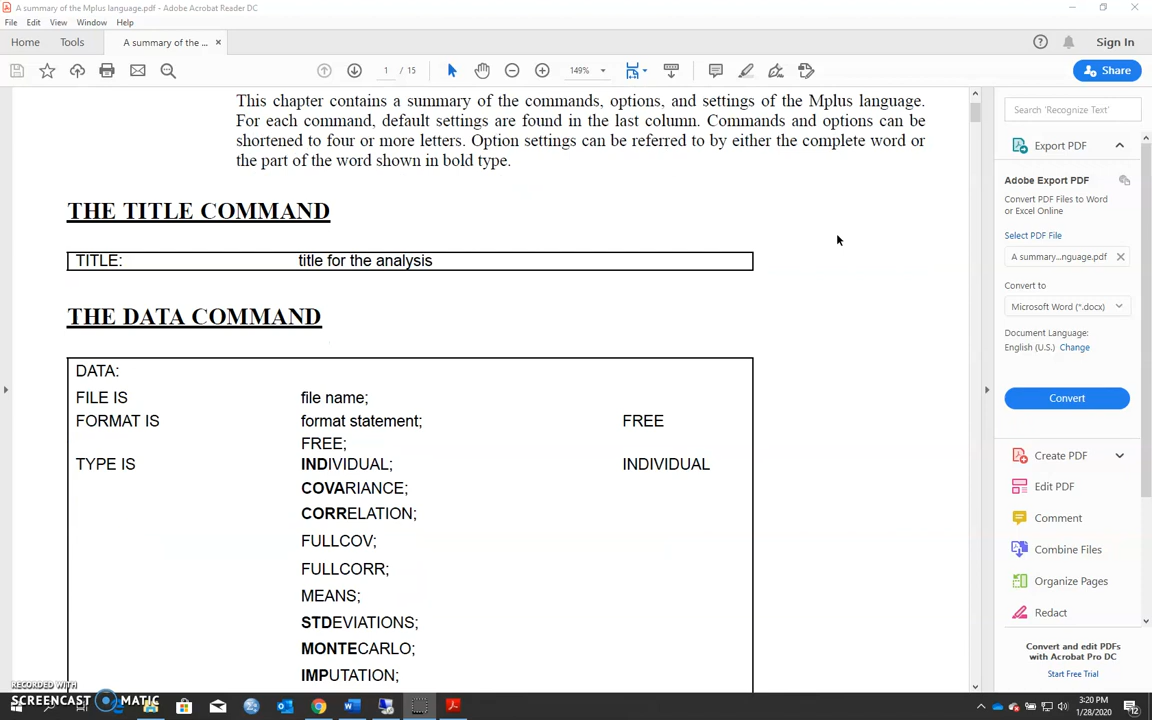 A summary of the Mplus language.pdf - Adobe Acrobat Reader DC
File Edit View Window Help
Home Tools A summary of the ... × Sign In
1 / 15 149% Share
This chapter contains a summary of the commands, options, and settings of the Mplus language.
For each command, default settings are found in the last column. Commands and options can be
shortened to four or more letters. Option settings can be referred to by either the complete word or
the part of the word shown in bold type.
THE TITLE COMMAND
TITLE: title for the analysis
THE DATA COMMAND
DATA:
FILE IS file name;
FORMAT IS format statement; FREE
FREE;
TYPE IS INDIVIDUAL; INDIVIDUAL
COVARIANCE;
CORRELATION;
FULLCOV;
FULLCORR;
MEANS;
STDEVIATIONS;
MONTECARLO;
IMPUTATION;
Search 'Recognize Text'
Export PDF
Adobe Export PDF
Convert PDF Files to Word
or Excel Online
Select PDF File
A summary...nguage.pdf ×
Convert to
Microsoft Word (*.docx)
Document Language:
English (U.S.) Change
Convert
Create PDF
Edit PDF
Comment
Combine Files
Organize Pages
Redact
Convert and edit PDFs
with Acrobat Pro DC
Start Free Trial
RECORDED WITH
SCREENCAST MATIC
3:20 PM
1/28/2020
12